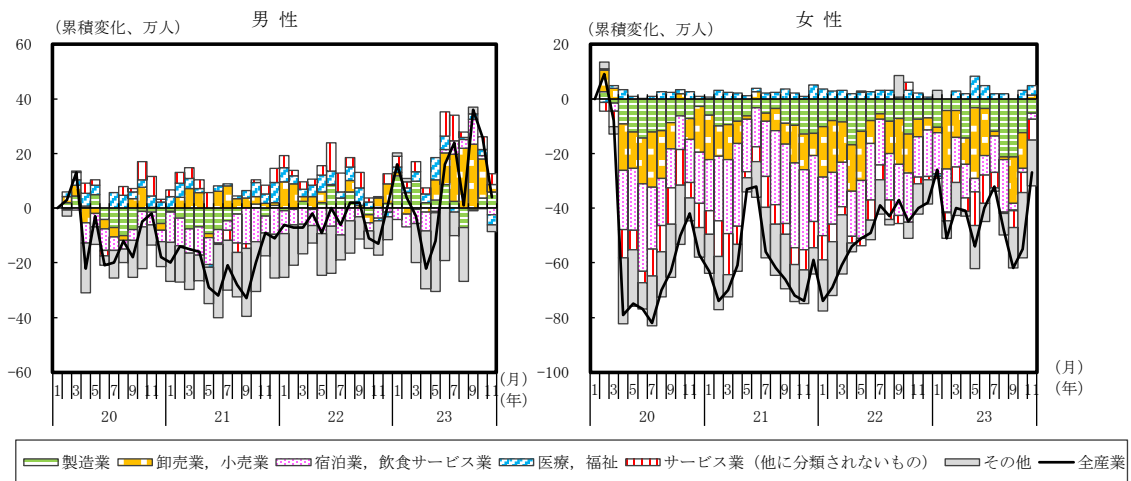 男 性
(累積変化、万人)
60
40
20
0
−20
−40
−60
1 3 5 7 9 11 1 3 5 7 9 11 1 3 5 7 9 11 1 3 5 7 9 11
(月)
20 21 22 23
(年)
女 性
(累積変化、万人)
20
0
−20
−40
−60
−80
−100
1 3 5 7 9 11 1 3 5 7 9 11 1 3 5 7 9 11 1 3 5 7 9 11
(月)
20 21 22 23
(年)
製造業 卸売業，小売業 宿泊業，飲食サービス業 医療，福祉 サービス業（他に分類されないもの） その他 全産業